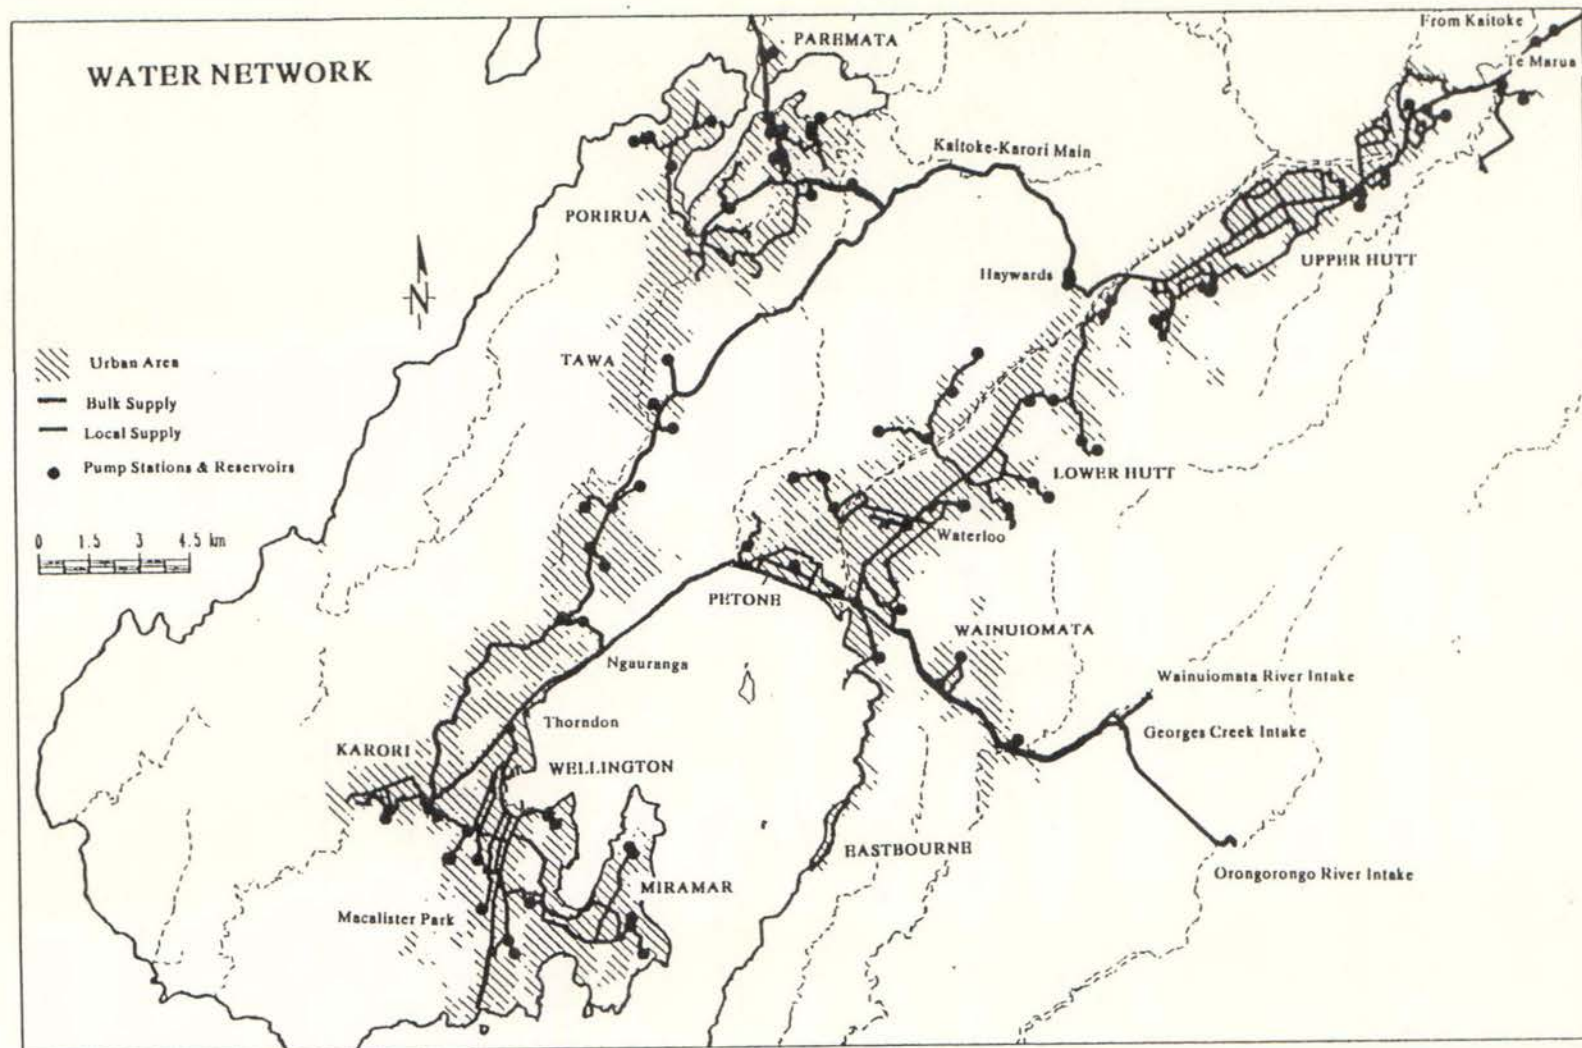 WATER NETWORK
PAREMATA
From Kaitoke
Te Marua
Kaitoke-Karori Main
PORIRUA
Haywards
UPPER HUTT
N
TAWA
Urban Area
Bulk Supply
Local Supply
Pump Stations & Reservoirs
LOWER HUTT
0 1.5 3 4.5 km
Waterloo
PETONE
WAINUIOMATA
Ngauranga
Wainuiomata River Intake
Thorndon
Georges Creek Intake
KARORI
WELLINGTON
EASTBOURNE
Orongorongo River Intake
MIRAMAR
Macalister Park